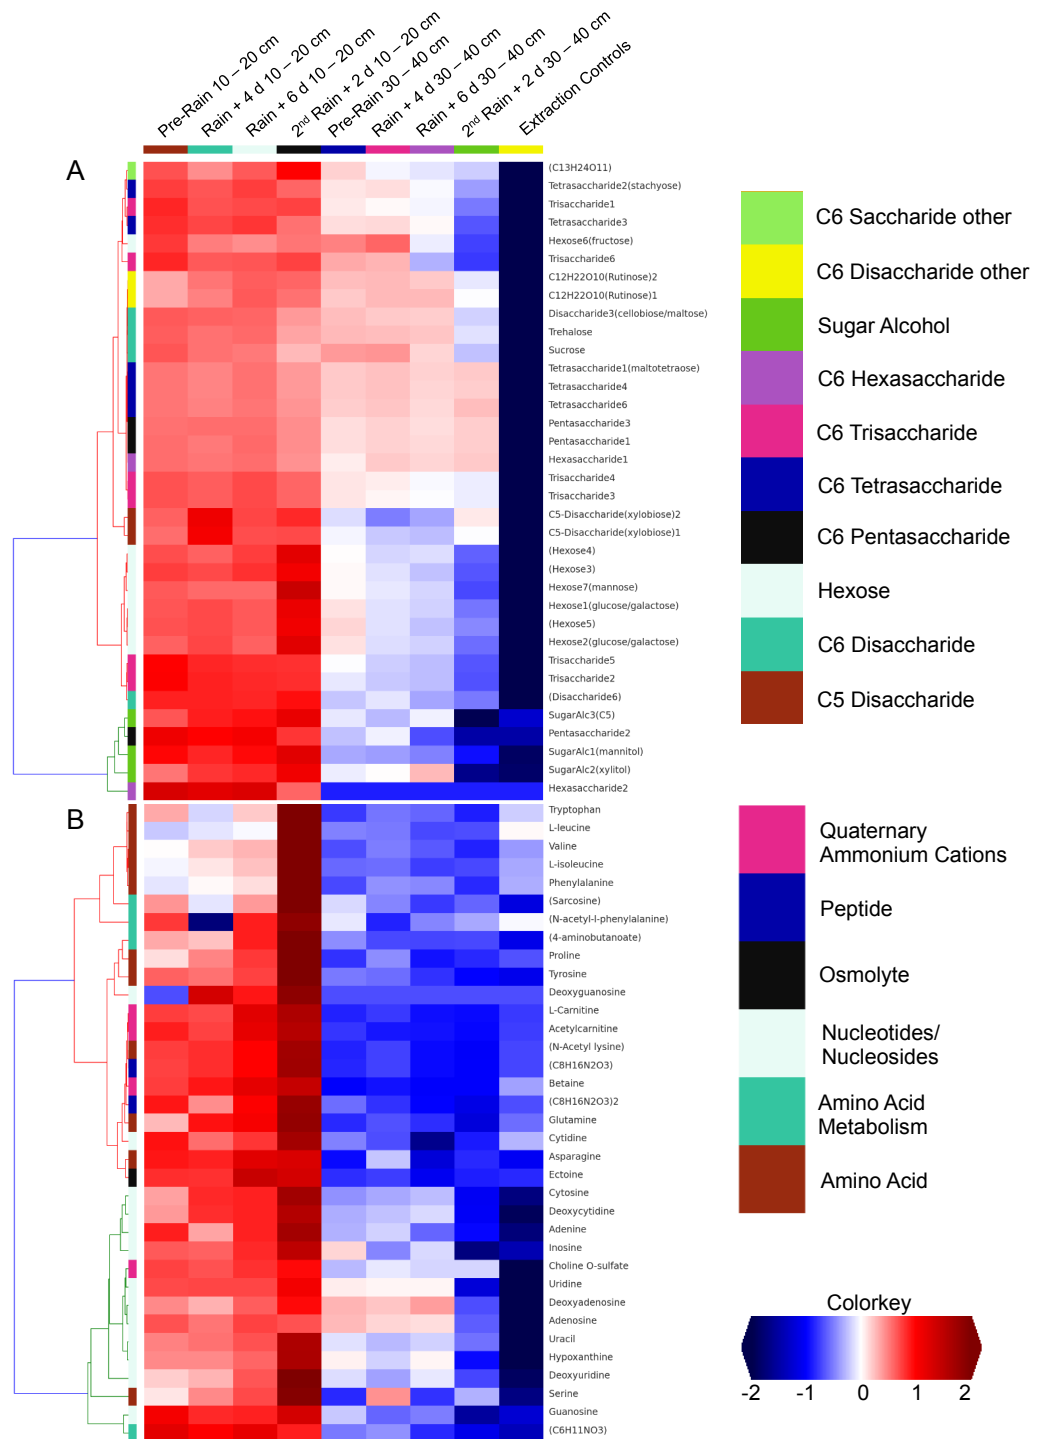 Pre-Rain 10 – 20 cm
Rain + 4 d 10 – 20 cm
Rain + 6 d 10 – 20 cm
2nd Rain + 2 d 10 – 20 cm
Pre-Rain 30 – 40 cm
Rain + 4 d 30 – 40 cm
Rain + 6 d 30 – 40 cm
2nd Rain + 2 d 30 – 40 cm
Extraction Controls
A
(C13H24O11)
Tetrasaccharide2(stachyose)
Trisaccharide1
Tetrasaccharide3
Hexose6(fructose)
Trisaccharide6
C12H22O10(Rutinose)2
C12H22O10(Rutinose)1
Disaccharide3(cellobiose/maltose)
Trehalose
Sucrose
Tetrasaccharide1(maltotetraose)
Tetrasaccharide4
Tetrasaccharide6
Pentasaccharide3
Pentasaccharide1
Hexasaccharide1
Trisaccharide4
Trisaccharide3
C5-Disaccharide(xylobiose)2
C5-Disaccharide(xylobiose)1
(Hexose4)
(Hexose3)
Hexose7(mannose)
Hexose1(glucose/galactose)
(Hexose5)
Hexose2(glucose/galactose)
Trisaccharide5
Trisaccharide2
(Disaccharide6)
SugarAlc3(C5)
Pentasaccharide2
SugarAlc1(mannitol)
SugarAlc2(xylitol)
Hexasaccharide2
C6 Saccharide other
C6 Disaccharide other
Sugar Alcohol
C6 Hexasaccharide
C6 Trisaccharide
C6 Tetrasaccharide
C6 Pentasaccharide
Hexose
C6 Disaccharide
C5 Disaccharide
B
Tryptophan
L-leucine
Valine
L-isoleucine
Phenylalanine
(Sarcosine)
(N-acetyl-l-phenylalanine)
(4-aminobutanoate)
Proline
Tyrosine
Deoxyguanosine
L-Carnitine
Acetylcarnitine
(N-Acetyl lysine)
(C8H16N2O3)
Betaine
(C8H16N2O3)2
Glutamine
Cytidine
Asparagine
Ectoine
Cytosine
Deoxycytidine
Adenine
Inosine
Choline O-sulfate
Uridine
Deoxyadenosine
Adenosine
Uracil
Hypoxanthine
Deoxyuridine
Serine
Guanosine
(C6H11NO3)
Quaternary
Ammonium Cations
Peptide
Osmolyte
Nucleotides/
Nucleosides
Amino Acid
Metabolism
Amino Acid
Colorkey
-2 -1 0 1 2